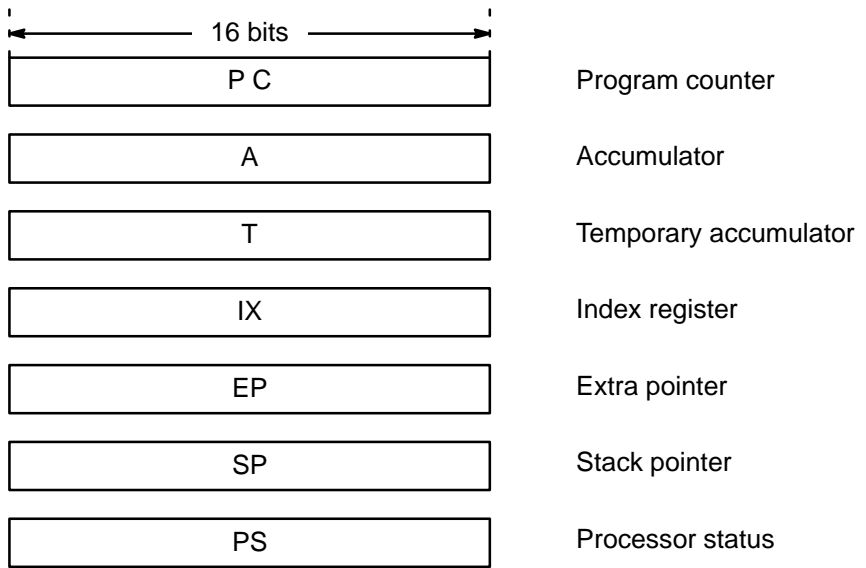 16 bits
P C Program counter
A Accumulator
T Temporary accumulator
IX Index register
EP Extra pointer
SP Stack pointer
PS Processor status